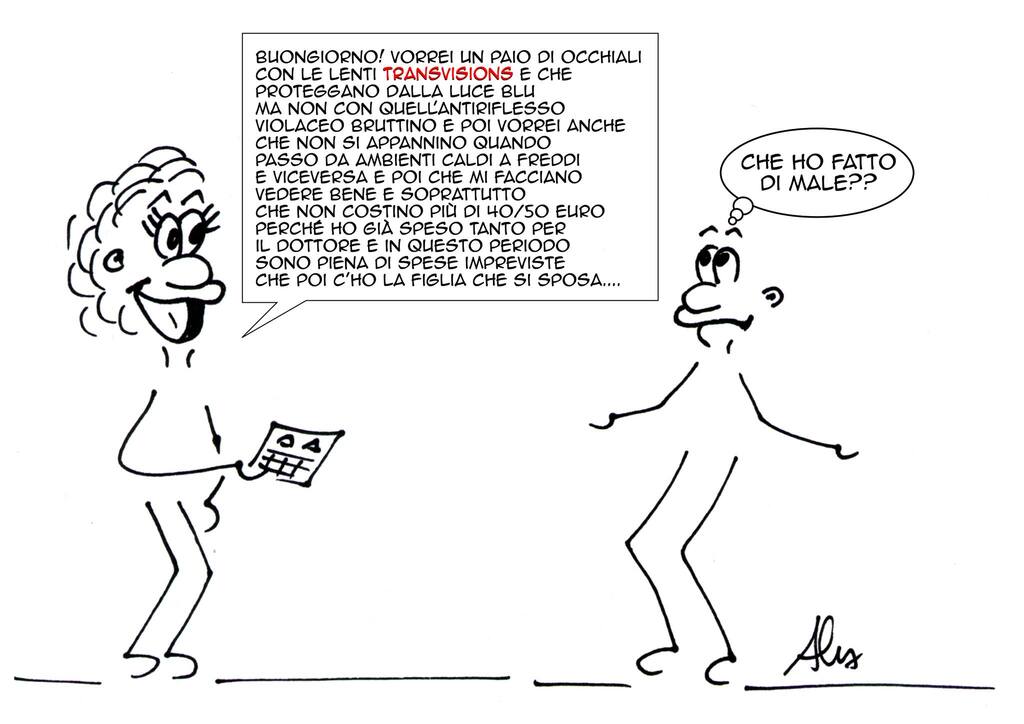 BUONGIORNO! VORREI UN PAIO DI OCCHIALI
CON LE LENTI TRANSVISIONS E CHE
PROTEGGANO DALLA LUCE BLU
MA NON CON QUELL'ANTIRIFLESSO
VIOLACEO BRUTTINO E POI VORREI ANCHE
CHE NON SI APPANNINO QUANDO
PASSO DA AMBIENTI CALDI A FREDDI
E VICEVERSA E POI CHE MI FACCIANO
VEDERE BENE E SOPRATTUTTO
CHE NON COSTINO PIÙ DI 40/50 EURO
PERCHÉ HO GIÀ SPESO TANTO PER
IL DOTTORE E IN QUESTO PERIODO
SONO PIENA DI SPESE IMPREVISTE
CHE POI C'HO LA FIGLIA CHE SI SPOSA....
CHE HO FATTO
DI MALE??
Alex